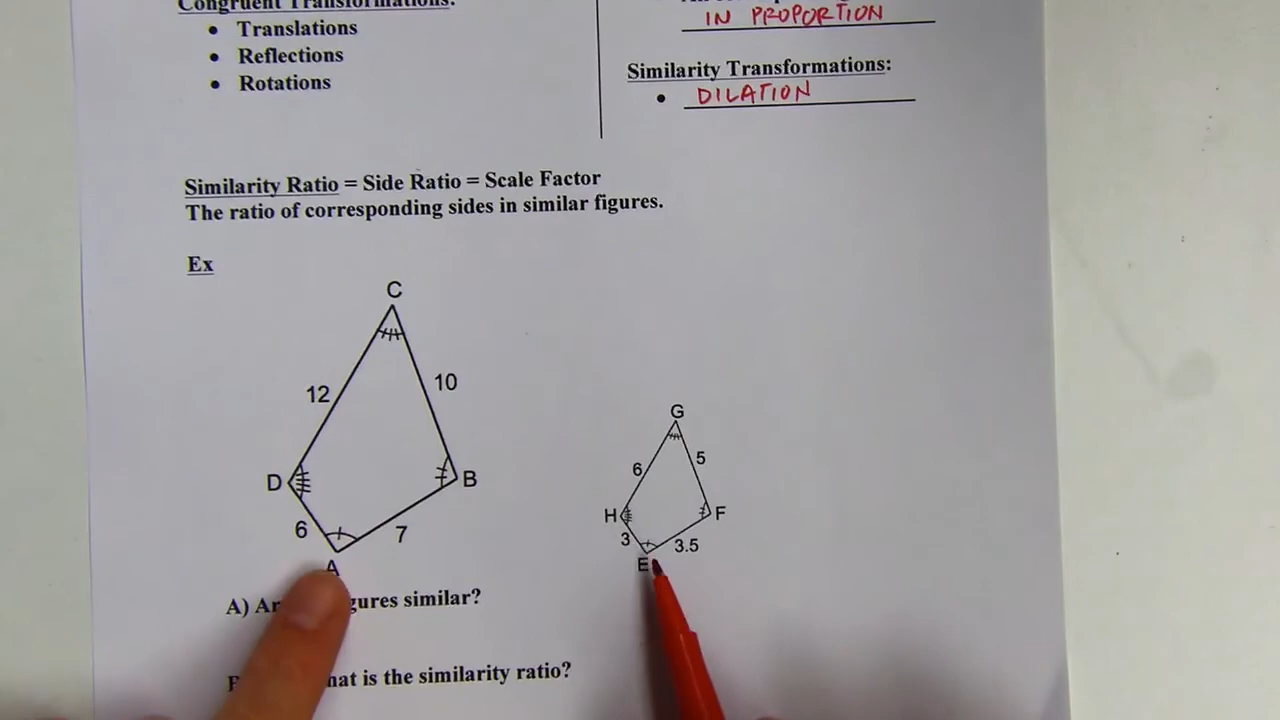 Congruent Transformations:
• Translations
• Reflections
• Rotations
IN PROPORTION
Similarity Transformations:
• DILATION
Similarity Ratio = Side Ratio = Scale Factor
The ratio of corresponding sides in similar figures.
Ex
C
12
10
D
B
6
7
A
G
6
5
H
F
3
3.5
E
A) Ar gures similar?
hat is the similarity ratio?